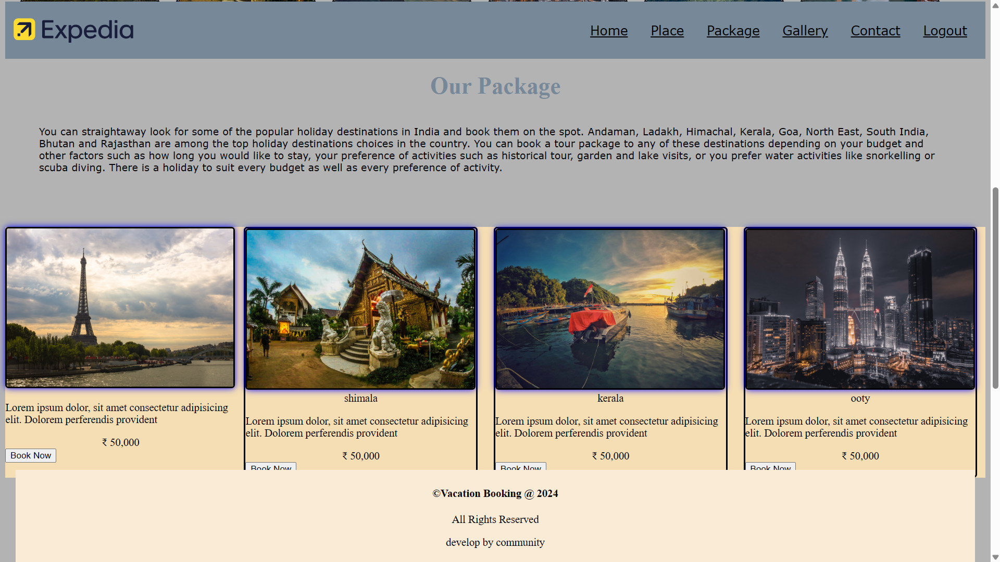 Expedia
Home Place Package Gallery Contact Logout
Our Package
You can straightaway look for some of the popular holiday destinations in India and book them on the spot. Andaman, Ladakh, Himachal, Kerala, Goa, North East, South India,
Bhutan and Rajasthan are among the top holiday destinations choices in the country. You can book a tour package to any of these destinations depending on your budget and
other factors such as how long you would like to stay, your preference of activities such as historical tour, garden and lake visits, or you prefer water activities like snorkelling or
scuba diving. There is a holiday to suit every budget as well as every preference of activity.
Lorem ipsum dolor, sit amet consectetur adipisicing
elit. Dolorem perferendis provident
₹ 50,000
Book Now
shimala
Lorem ipsum dolor, sit amet consectetur adipisicing
elit. Dolorem perferendis provident
₹ 50,000
Book Now
kerala
Lorem ipsum dolor, sit amet consectetur adipisicing
elit. Dolorem perferendis provident
₹ 50,000
Book Now
ooty
Lorem ipsum dolor, sit amet consectetur adipisicing
elit. Dolorem perferendis provident
₹ 50,000
Book Now
©Vacation Booking @ 2024
All Rights Reserved
develop by community